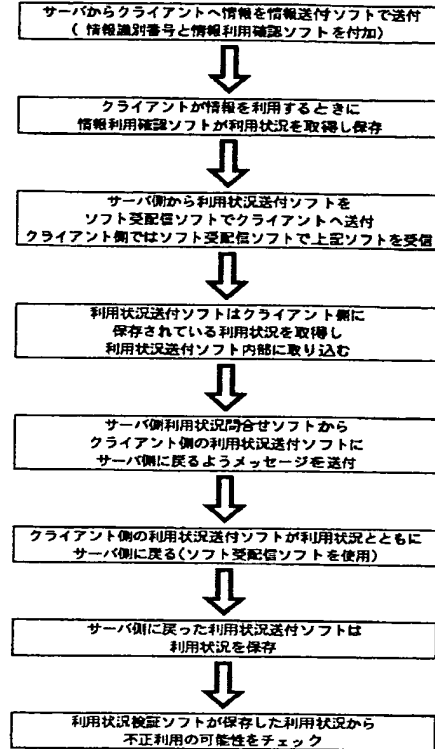 サーバからクライアントへ情報を情報送付ソフトで送付
( 情報識別番号と情報利用確認ソフトを付加)
クライアントが情報を利用するときに
情報利用確認ソフトが利用状況を取得し保存
サーバ側から利用状況送付ソフトを
ソフト受配信ソフトでクライアントへ送付
クライアント側ではソフト受配信ソフトで上記ソフトを受信
利用状況送付ソフトはクライアント側に
保存されている利用状況を取得し
利用状況送付ソフト内部に取り込む
サーバ側利用状況問合せソフトから
クライアント側の利用状況送付ソフトに
サーバ側に戻るようメッセージを送付
クライアント側の利用状況送付ソフトが利用状況とともに
サーバ側に戻る(ソフト受配信ソフトを使用)
サーバ側に戻った利用状況送付ソフトは
利用状況を保存
利用状況検証ソフトが保存した利用状況から
不正利用の可能性をチェック